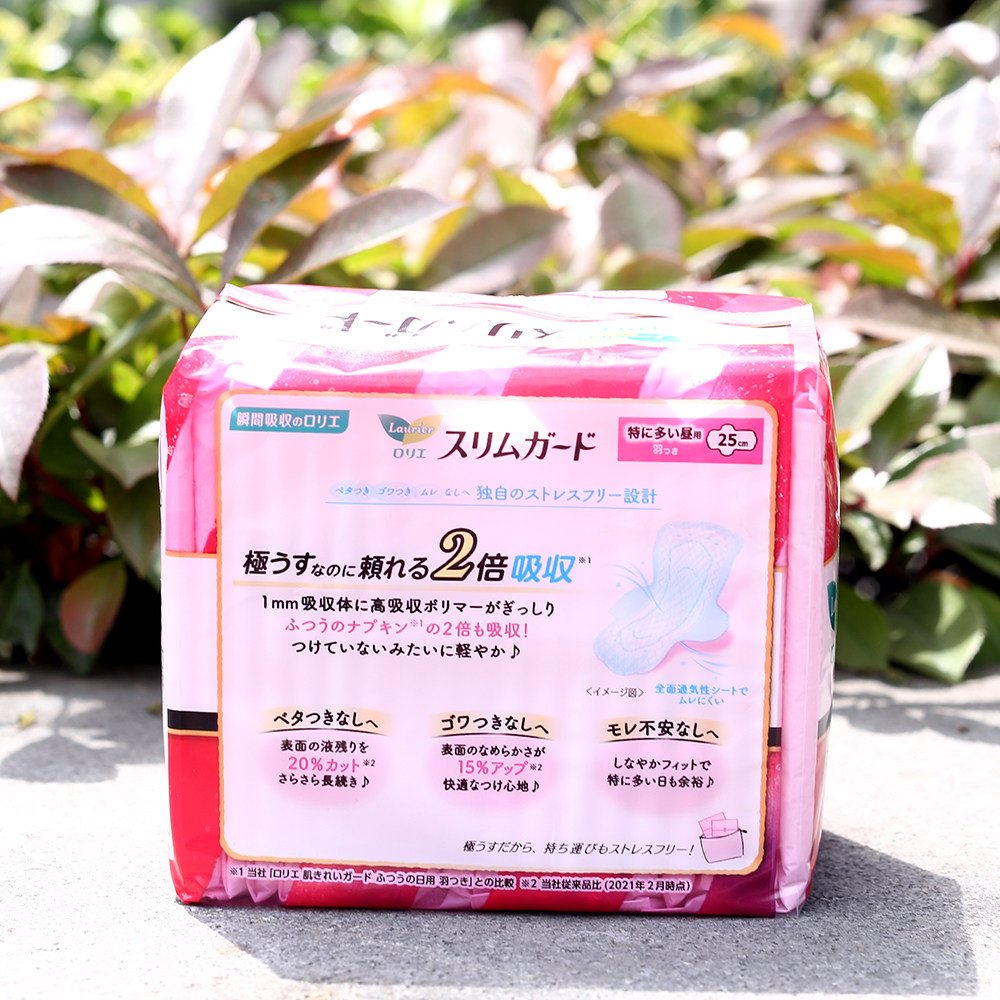 スリムガード
瞬間吸収のロリエ
Laurier
ロリエ
スリムガード
特に多い昼用
羽つき
25cm
ベタつき ゴワつき ムレ なしへ 独自のストレスフリー設計
極うすなのに頼れる2倍吸収※1
1mm吸収体に高吸収ポリマーがぎっしり
ふつうのナプキン※1の2倍も吸収!
つけていないみたいに軽やか♪
<イメージ図>
全面通気性シートで
ムレにくい
ベタつきなしへ
表面の液残りを
20%カット※2
さらさら長続き♪
ゴワつきなしへ
表面のなめらかさが
15%アップ※2
快適なつけ心地♪
モレ不安なしへ
しなやかフィットで
特に多い日も余裕♪
極うすだから、持ち運びもストレスフリー!
※1 当社「ロリエ 肌きれいガード ふつうの日用 羽つき」との比較 ※2 当社従来品比(2021年2月時点)